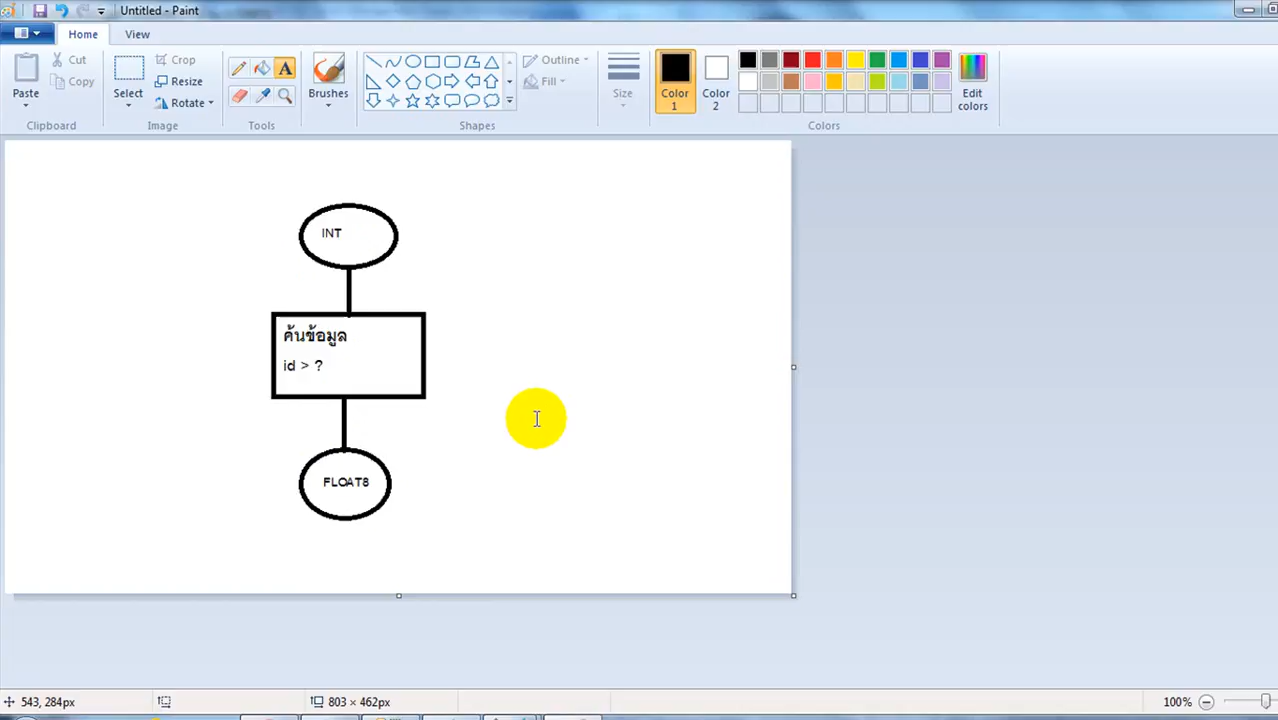 Untitled - Paint
Home
View
Paste
Cut
Copy
Clipboard
Select
Crop
Resize
Rotate
Image
A
Tools
Brushes
Outline
Fill
Shapes
Size
Color
1
Color
2
Edit
colors
Colors
INT
ค้นข้อมูล
id > ?
FLOAT8
543, 284px
803 × 462px
100%